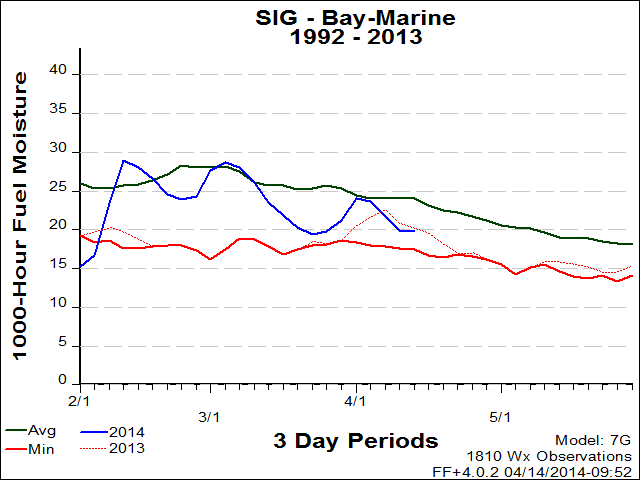 SIG - Bay-Marine
1992 - 2013
1000-Hour Fuel Moisture
40
35
30
25
20
15
10
5
0
2/1 3/1 4/1 5/1
3 Day Periods
Avg 2014
Min 2013
Model: 7G
1810 Wx Observations
FF+4.0.2 04/14/2014-09:52